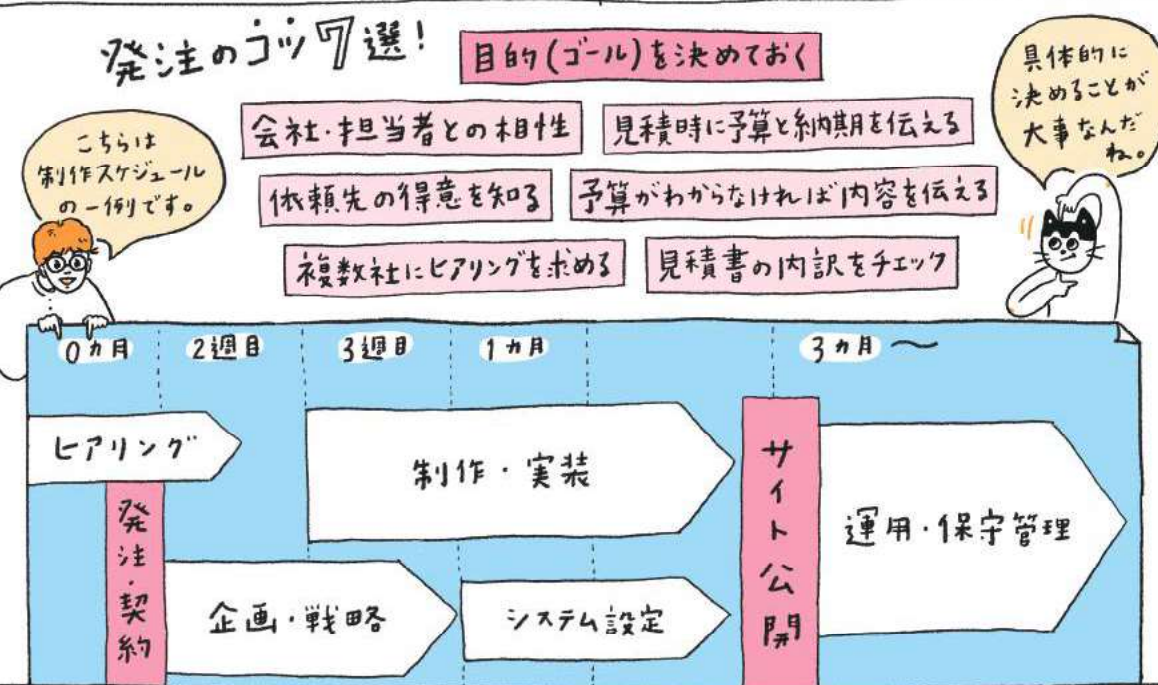 発注のコツ7選!
目的(ゴール)を決めておく
会社・担当者との相性
見積時に予算と納期を伝える
依頼先の得意を知る
予算がわからなければ内容を伝える
複数社にヒアリングを求める
見積書の内訳をチェック
こちらは
制作スケジュール
の一例です。
具体的に
決めることが
大事なんだ
ね。
0ヵ月
2週目
3週目
1ヵ月
3ヵ月〜
ヒアリング
発注・契約
企画・戦略
制作・実装
システム設定
サイト公開
運用・保守管理